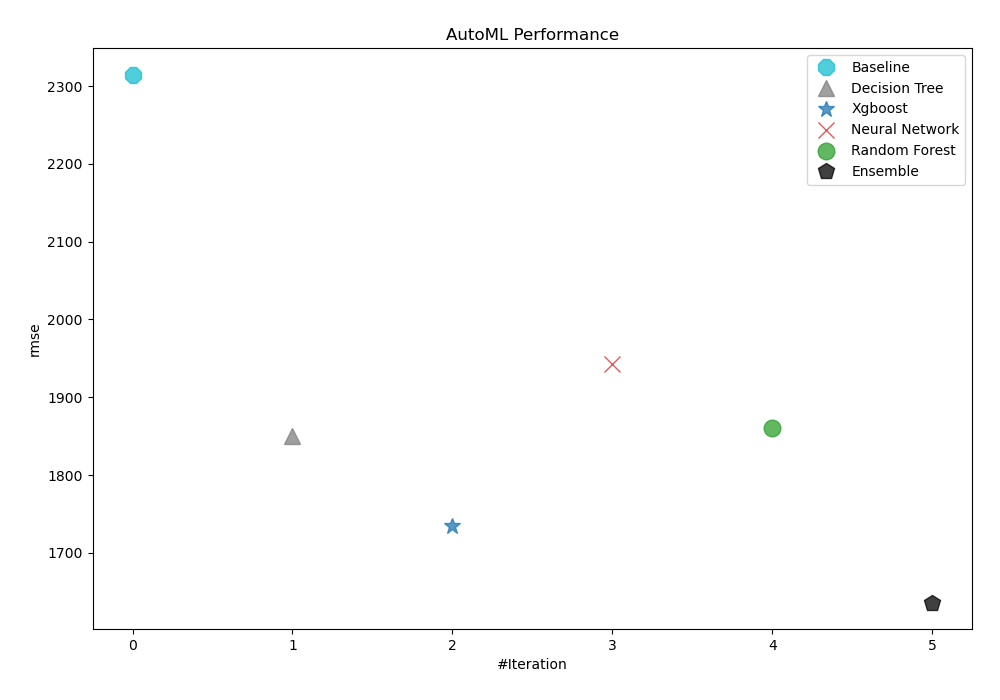 AutoML Performance
Baseline
Decision Tree
Xgboost
Neural Network
Random Forest
Ensemble
2300
2200
2100
2000
1900
1800
1700
rmse
0 1 2 3 4 5
#Iteration